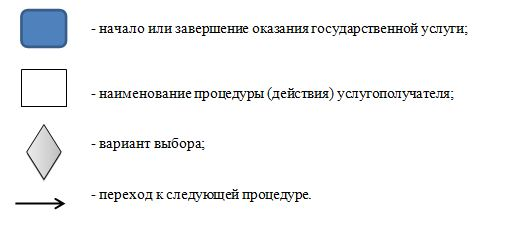 - начало или завершение оказания государственной услуги;
- наименование процедуры (действия) услугополучателя;
- вариант выбора;
- переход к следующей процедуре.